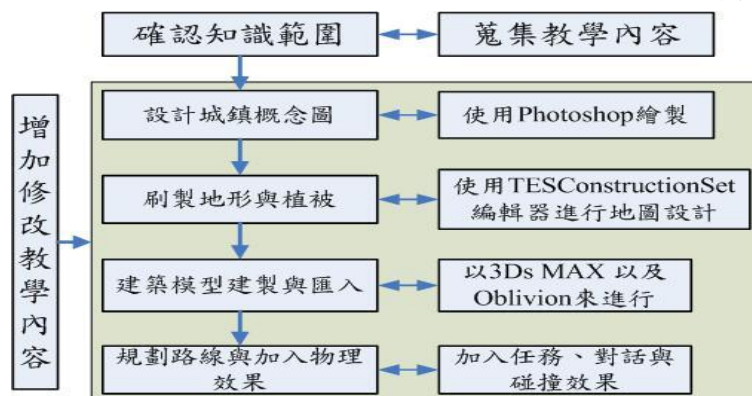 確認知識範圍
蒐集教學內容
增加修改教學內容
設計城鎮概念圖
使用Photoshop繪製
刷製地形與植被
使用TESConstructionSet
編輯器進行地圖設計
建築模型建製與匯入
以3Ds MAX 以及
Oblivion來進行
規劃路線與加入物理
效果
加入任務、對話與
碰撞效果